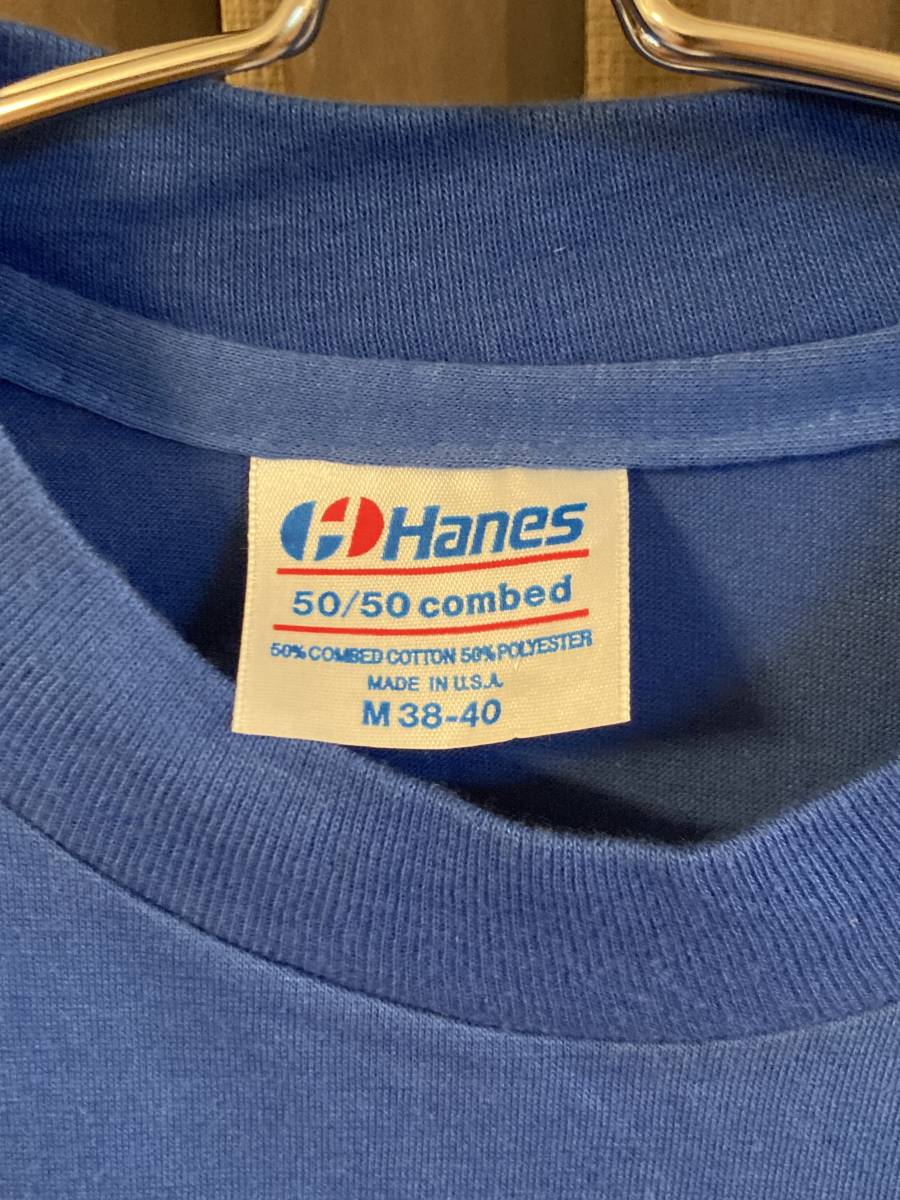 Hanes
50/50 combed
50% COMBED COTTON 50% POLYESTER
MADE IN U.S.A.
M 38-40